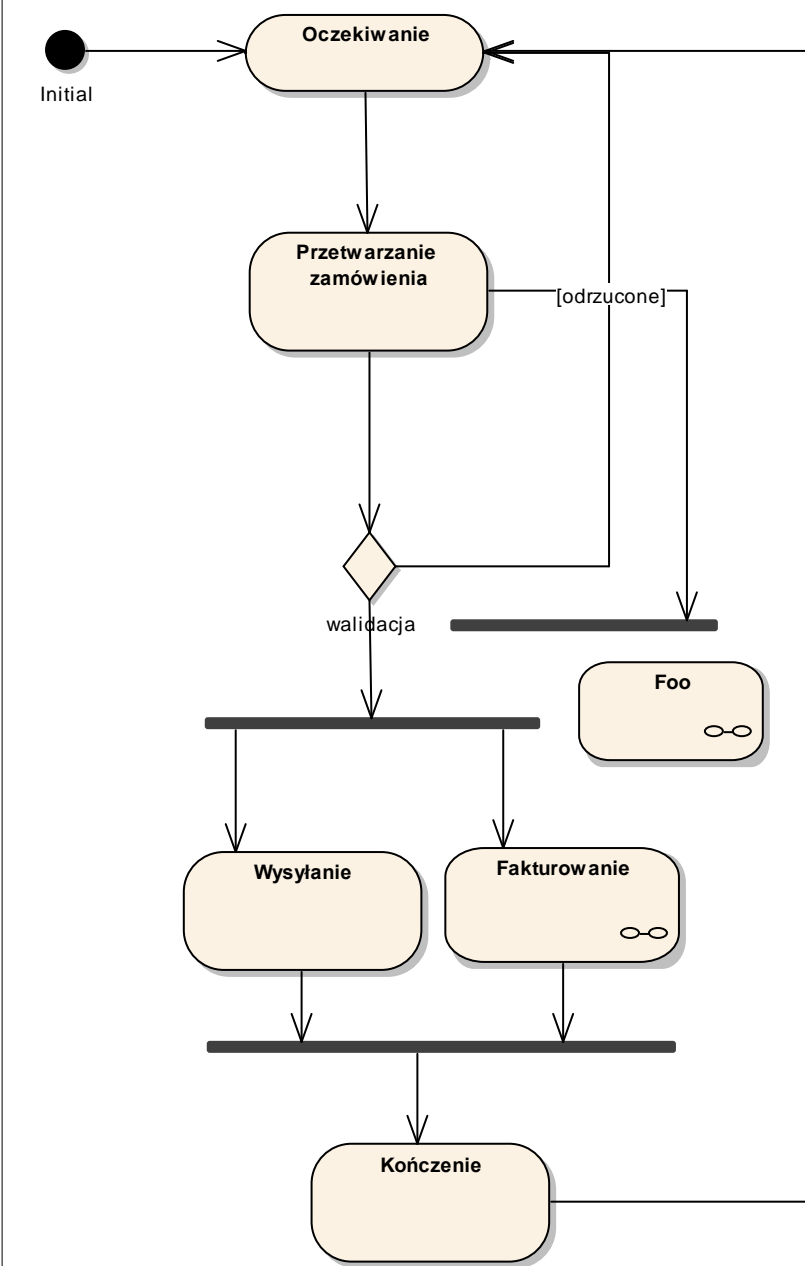 Oczekiwanie
Initial
Przetwarzanie
zamówienia
[odrzucone]
walidacja
Foo
Wysyłanie
Fakturowanie
Kończenie